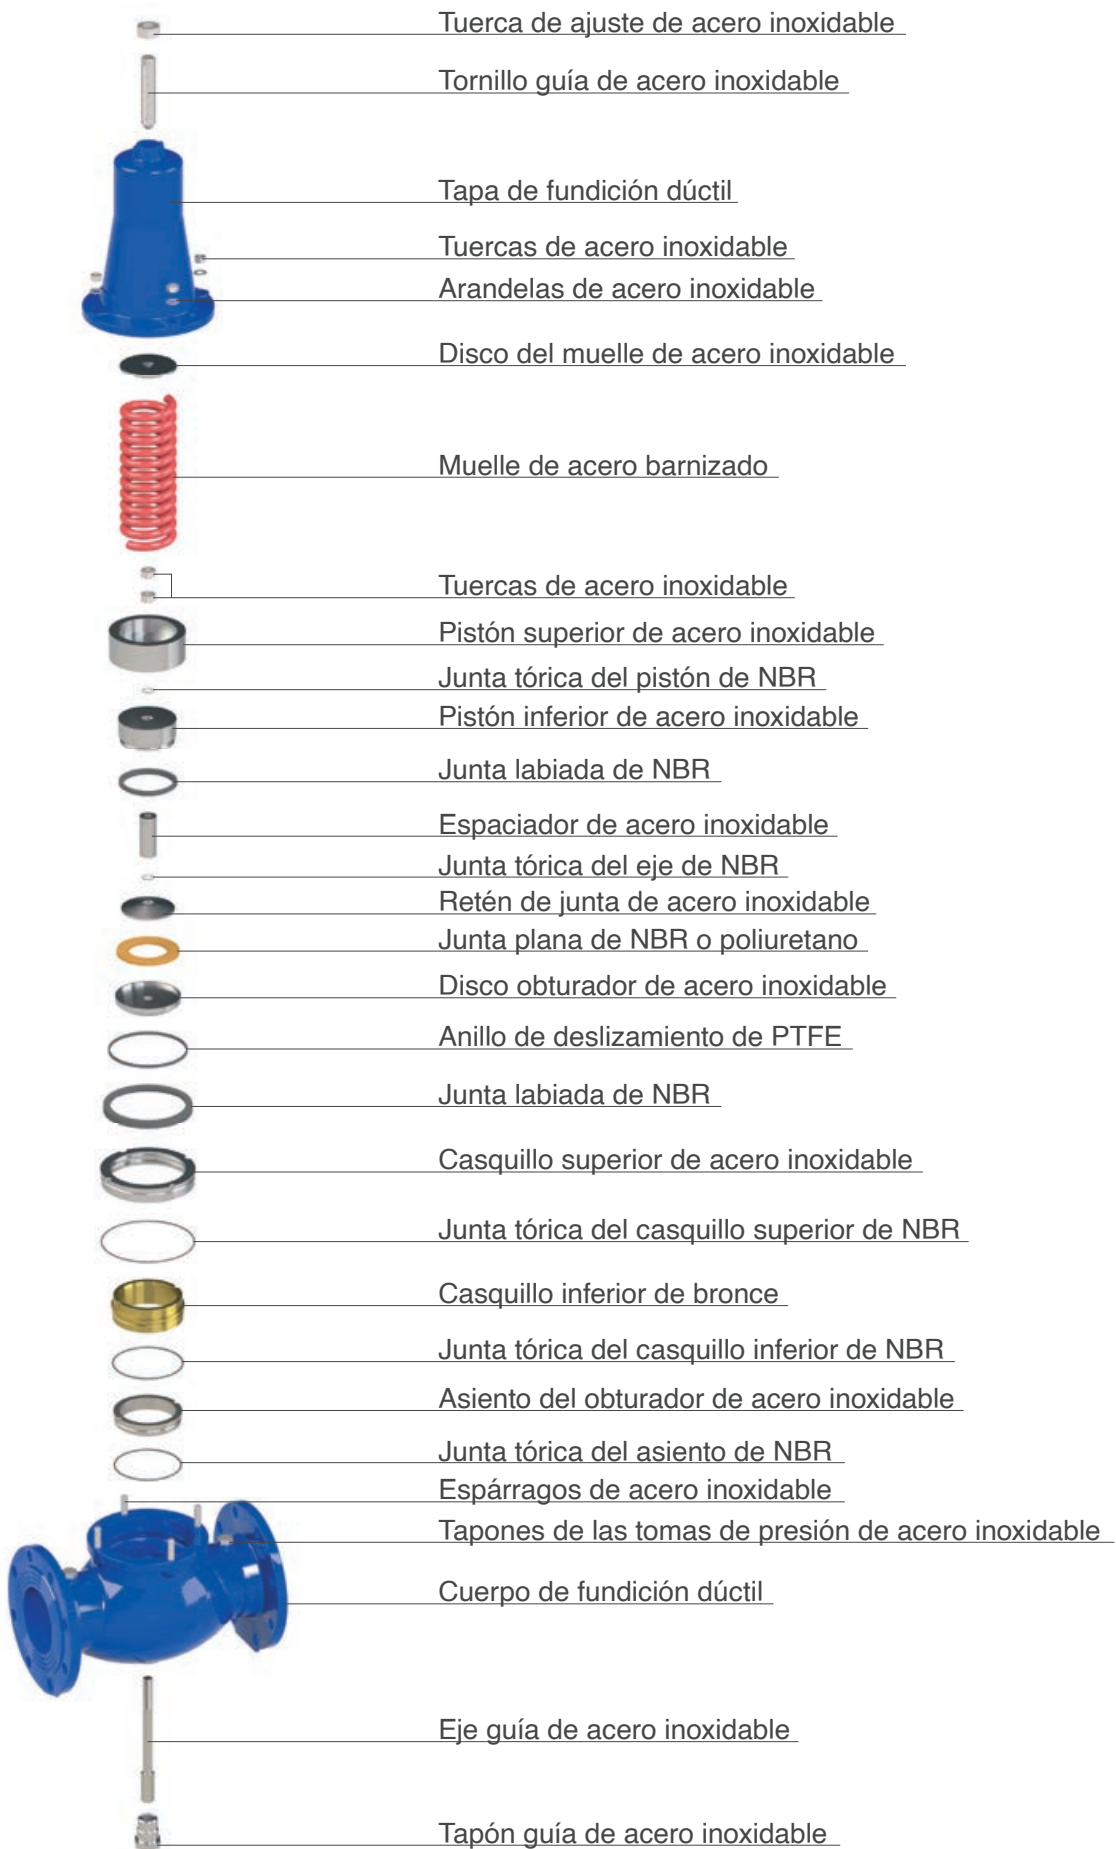 Tuerca de ajuste de acero inoxidable
Tornillo guía de acero inoxidable
Tapa de fundición dúctil
Tuercas de acero inoxidable
Arandelas de acero inoxidable
Disco del muelle de acero inoxidable
Muelle de acero barnizado
Tuercas de acero inoxidable
Pistón superior de acero inoxidable
Junta tórica del pistón de NBR
Pistón inferior de acero inoxidable
Junta labiada de NBR
Espaciador de acero inoxidable
Junta tórica del eje de NBR
Retén de junta de acero inoxidable
Junta plana de NBR o poliuretano
Disco obturador de acero inoxidable
Anillo de deslizamiento de PTFE
Junta labiada de NBR
Casquillo superior de acero inoxidable
Junta tórica del casquillo superior de NBR
Casquillo inferior de bronce
Junta tórica del casquillo inferior de NBR
Asiento del obturador de acero inoxidable
Junta tórica del asiento de NBR
Espárragos de acero inoxidable
Tapones de las tomas de presión de acero inoxidable
Cuerpo de fundición dúctil
Eje guía de acero inoxidable
Tapón guía de acero inoxidable